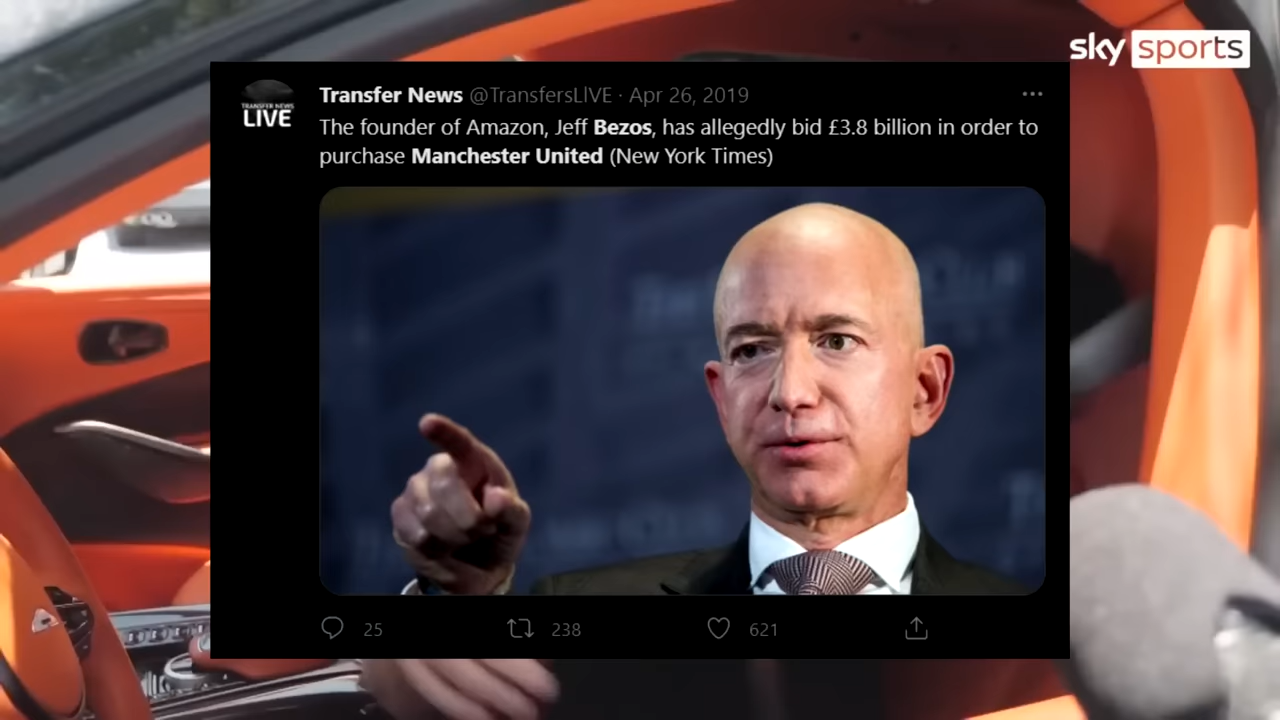 sky sports
Transfer News @TransfersLIVE · Apr 26, 2019
TRANSFER NEWS
LIVE
The founder of Amazon, Jeff Bezos, has allegedly bid £3.8 billion in order to
purchase Manchester United (New York Times)
25
238
621